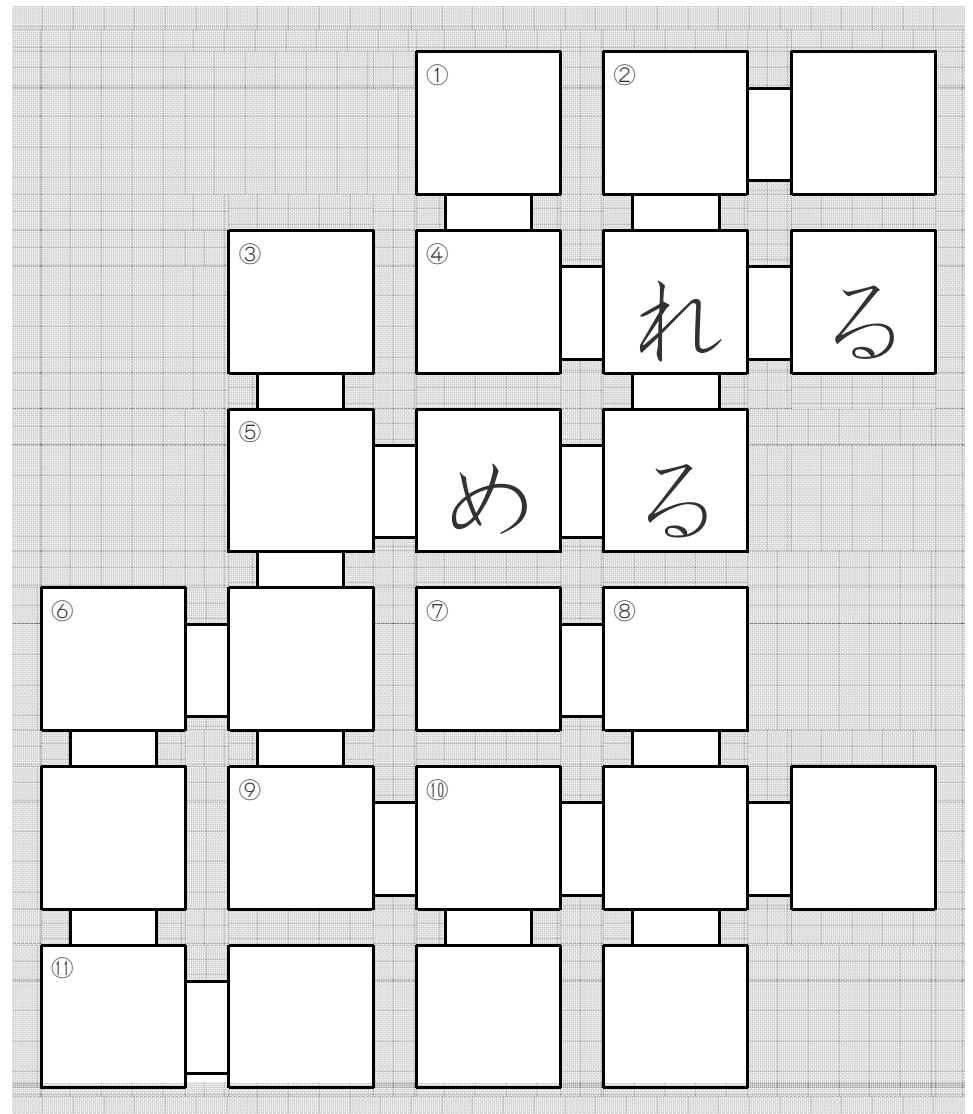 ① ②
③ ④ れ る
⑤ め る
⑥ ⑦ ⑧
⑨ ⑩
⑪